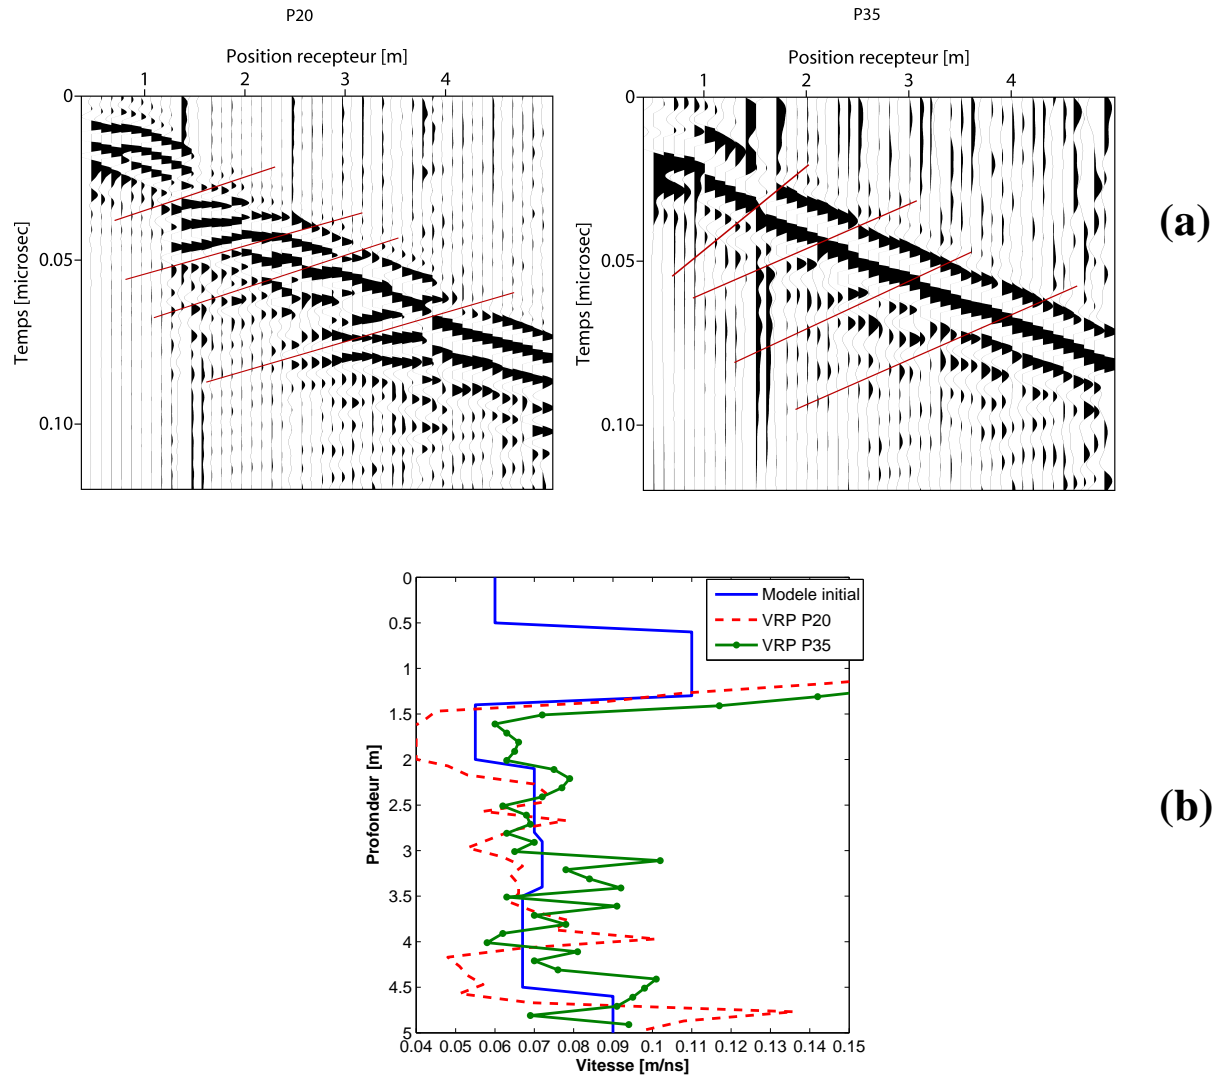 P20
P35
Position recepteur [m]
Position recepteur [m]
1 2 3 4
1 2 3 4
Temps [microsec]
0
0.05
0.10
Temps [microsec]
0
0.05
0.10
(a)
Modele initial
VRP P20
VRP P35
Profondeur [m]
0
0.5
1
1.5
2
2.5
3
3.5
4
4.5
5
0.04 0.05 0.06 0.07 0.08 0.09 0.1 0.11 0.12 0.13 0.14 0.15
Vitesse [m/ns]
(b)